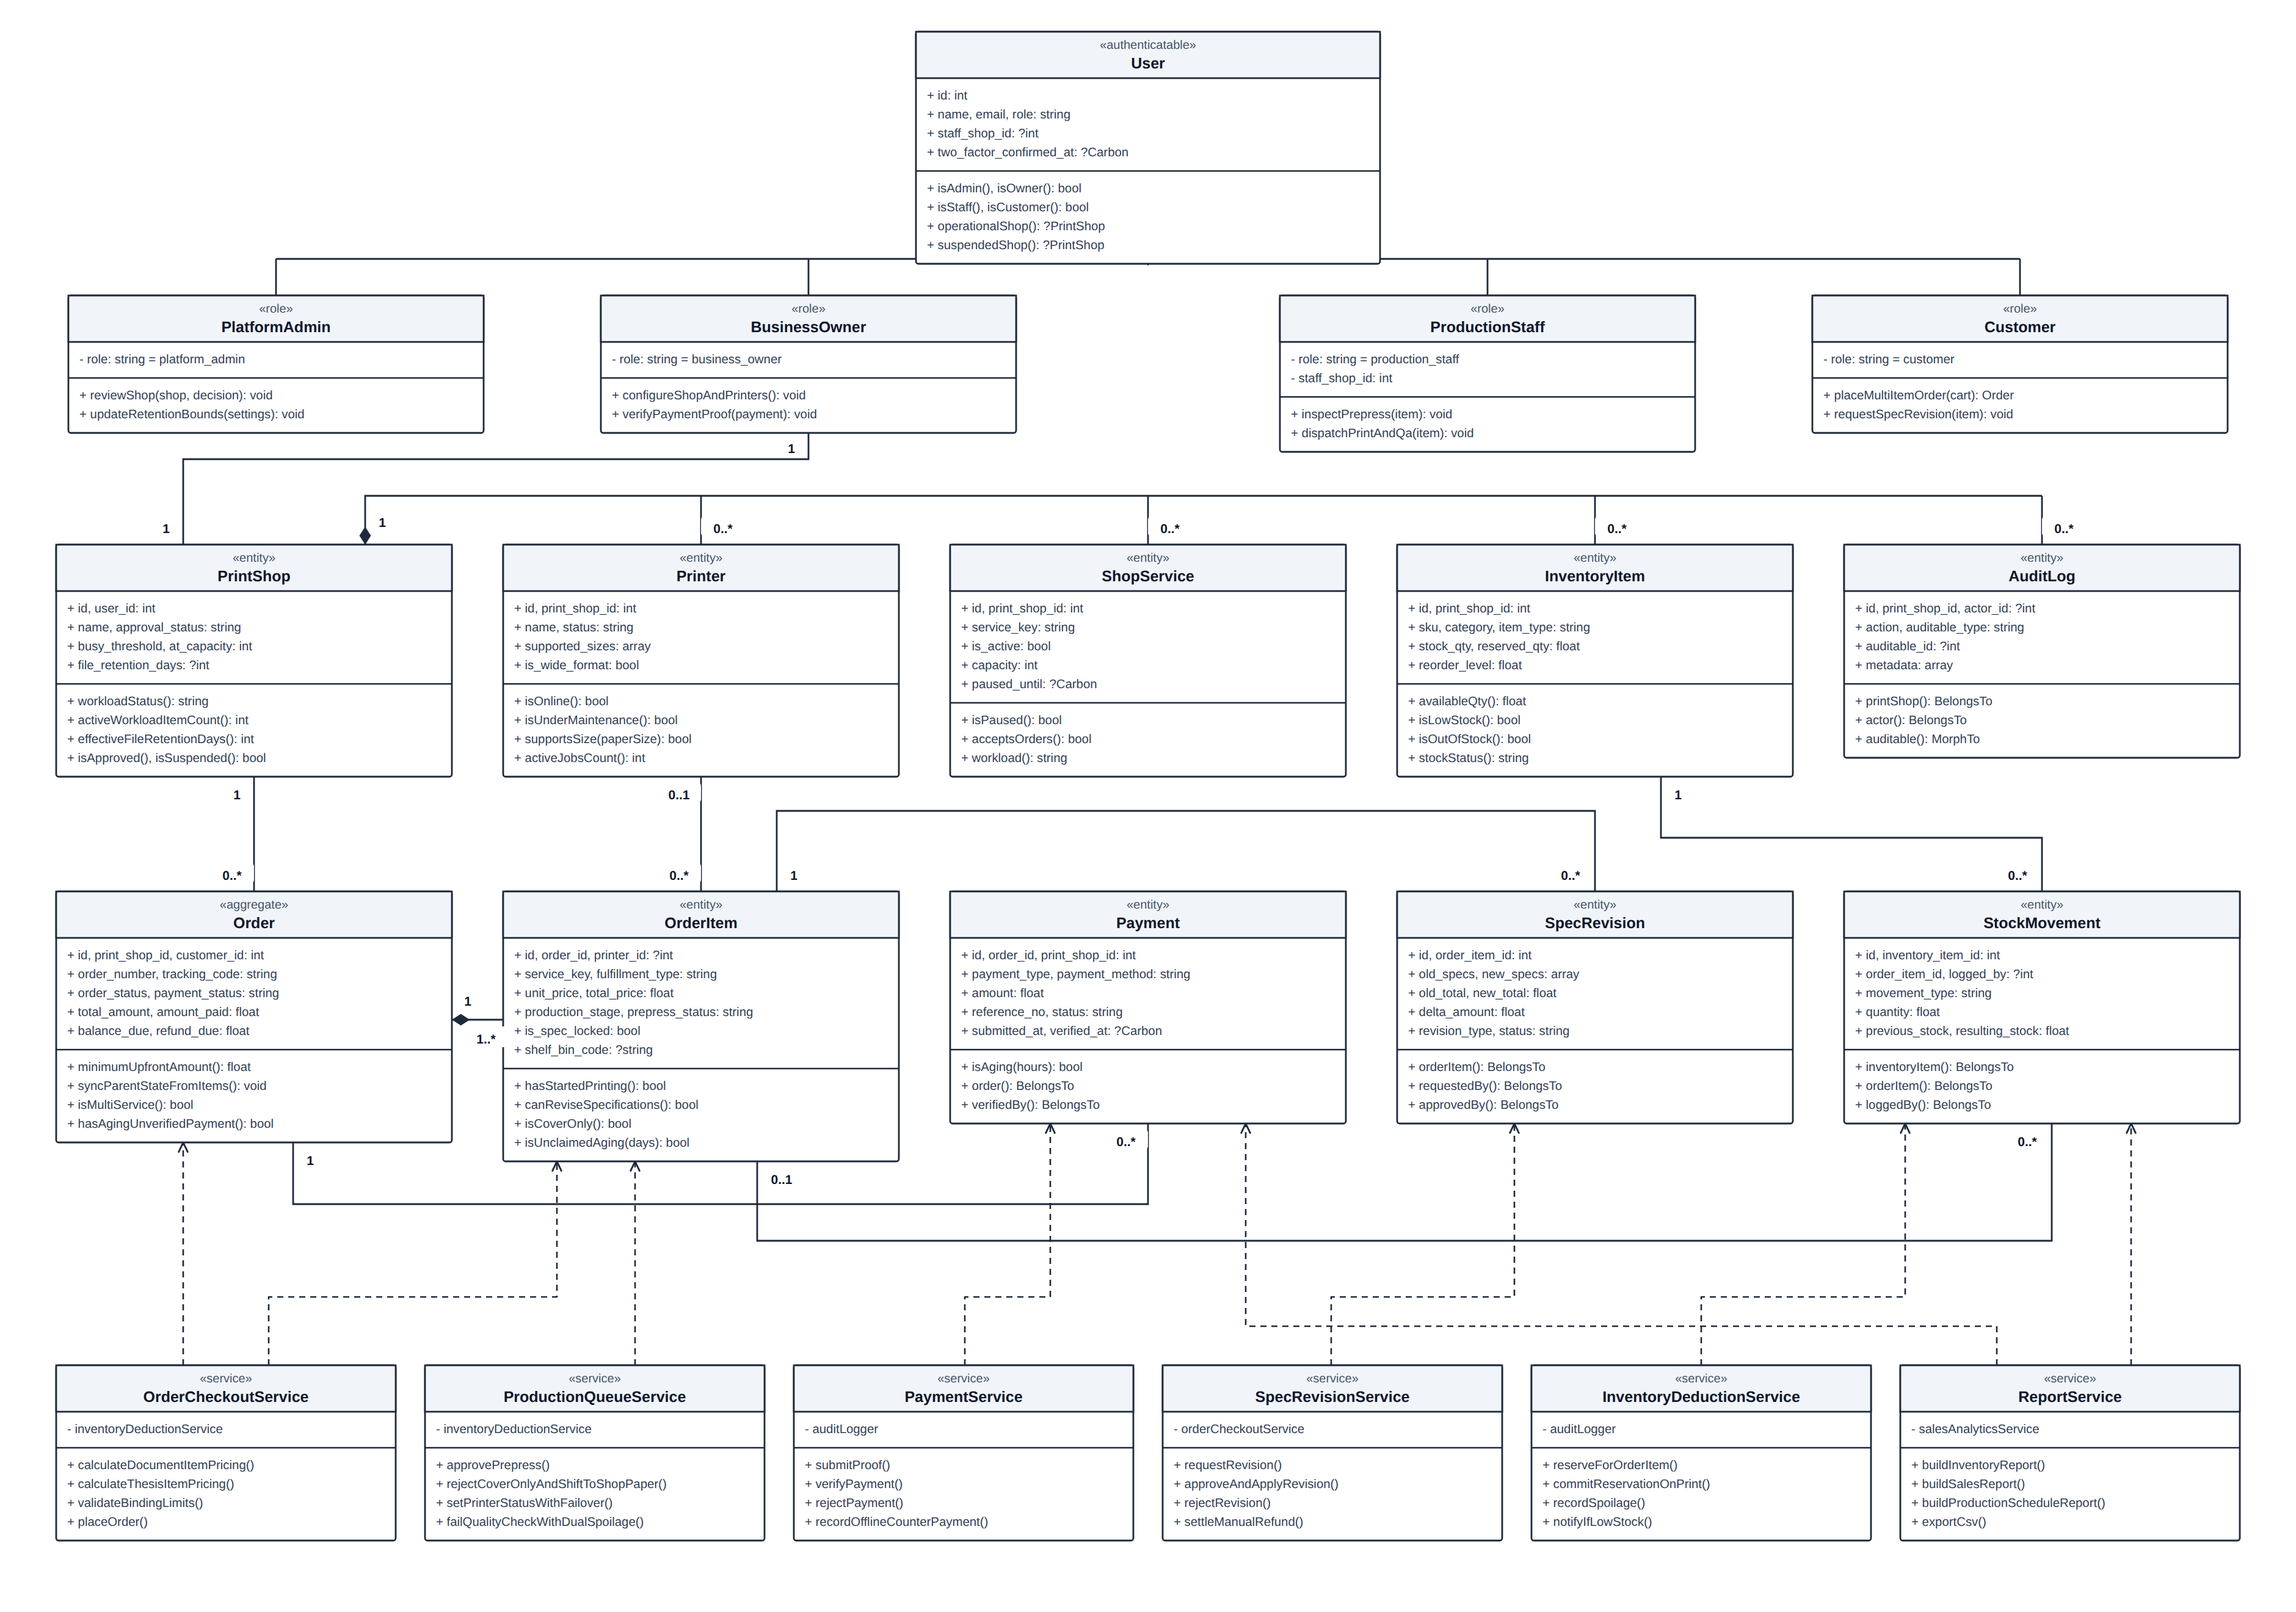 «authenticatable»
User
+ id: int
+ name, email, role: string
+ staff_shop_id: ?int
+ two_factor_confirmed_at: ?Carbon
+ isAdmin(), isOwner(): bool
+ isStaff(), isCustomer(): bool
+ operationalShop(): ?PrintShop
+ suspendedShop(): ?PrintShop
«role»
PlatformAdmin
- role: string = platform_admin
+ reviewShop(shop, decision): void
+ updateRetentionBounds(settings): void
«role»
BusinessOwner
- role: string = business_owner
+ configureShopAndPrinters(): void
+ verifyPaymentProof(payment): void
«role»
ProductionStaff
- role: string = production_staff
- staff_shop_id: int
+ inspectPrepress(item): void
+ dispatchPrintAndQa(item): void
«role»
Customer
- role: string = customer
+ placeMultiItemOrder(cart): Order
+ requestSpecRevision(item): void
1
1
1
0..*
0..*
0..*
0..*
«entity»
PrintShop
+ id, user_id: int
+ name, approval_status: string
+ busy_threshold, at_capacity: int
+ file_retention_days: ?int
+ workloadStatus(): string
+ activeWorkloadItemCount(): int
+ effectiveFileRetentionDays(): int
+ isApproved(), isSuspended(): bool
«entity»
Printer
+ id, print_shop_id: int
+ name, status: string
+ supported_sizes: array
+ is_wide_format: bool
+ isOnline(): bool
+ isUnderMaintenance(): bool
+ supportsSize(paperSize): bool
+ activeJobsCount(): int
«entity»
ShopService
+ id, print_shop_id: int
+ service_key: string
+ is_active: bool
+ capacity: int
+ paused_until: ?Carbon
+ isPaused(): bool
+ acceptsOrders(): bool
+ workload(): string
«entity»
InventoryItem
+ id, print_shop_id: int
+ sku, category, item_type: string
+ stock_qty, reserved_qty: float
+ reorder_level: float
+ availableQty(): float
+ isLowStock(): bool
+ isOutOfStock(): bool
+ stockStatus(): string
«entity»
AuditLog
+ id, print_shop_id, actor_id: ?int
+ action, auditable_type: string
+ auditable_id: ?int
+ metadata: array
+ printShop(): BelongsTo
+ actor(): BelongsTo
+ auditable(): MorphTo
1
0..1
1
0..*
0..*
1
0..*
0..*
«aggregate»
Order
+ id, print_shop_id, customer_id: int
+ order_number, tracking_code: string
+ order_status, payment_status: string
+ total_amount, amount_paid: float
+ balance_due, refund_due: float
+ minimumUpfrontAmount(): float
+ syncParentStateFromItems(): void
+ isMultiService(): bool
+ hasAgingUnverifiedPayment(): bool
1
1..*
«entity»
OrderItem
+ id, order_id, printer_id: ?int
+ service_key, fulfillment_type: string
+ unit_price, total_price: float
+ production_stage, prepress_status: string
+ is_spec_locked: bool
+ shelf_bin_code: ?string
+ hasStartedPrinting(): bool
+ canReviseSpecifications(): bool
+ isCoverOnly(): bool
+ isUnclaimedAging(days): bool
«entity»
Payment
+ id, order_id, print_shop_id: int
+ payment_type, payment_method: string
+ amount: float
+ reference_no, status: string
+ submitted_at, verified_at: ?Carbon
+ isAging(hours): bool
+ order(): BelongsTo
+ verifiedBy(): BelongsTo
«entity»
SpecRevision
+ id, order_item_id: int
+ old_specs, new_specs: array
+ old_total, new_total: float
+ delta_amount: float
+ revision_type, status: string
+ orderItem(): BelongsTo
+ requestedBy(): BelongsTo
+ approvedBy(): BelongsTo
«entity»
StockMovement
+ id, inventory_item_id: int
+ order_item_id, logged_by: ?int
+ movement_type: string
+ quantity: float
+ previous_stock, resulting_stock: float
+ inventoryItem(): BelongsTo
+ orderItem(): BelongsTo
+ loggedBy(): BelongsTo
1
0..1
0..*
0..*
«service»
OrderCheckoutService
- inventoryDeductionService
+ calculateDocumentItemPricing()
+ calculateThesisItemPricing()
+ validateBindingLimits()
+ placeOrder()
«service»
ProductionQueueService
- inventoryDeductionService
+ approvePrepress()
+ rejectCoverOnlyAndShiftToShopPaper()
+ setPrinterStatusWithFailover()
+ failQualityCheckWithDualSpoilage()
«service»
PaymentService
- auditLogger
+ submitProof()
+ verifyPayment()
+ rejectPayment()
+ recordOfflineCounterPayment()
«service»
SpecRevisionService
- orderCheckoutService
+ requestRevision()
+ approveAndApplyRevision()
+ rejectRevision()
+ settleManualRefund()
«service»
InventoryDeductionService
- auditLogger
+ reserveForOrderItem()
+ commitReservationOnPrint()
+ recordSpoilage()
+ notifyIfLowStock()
«service»
ReportService
- salesAnalyticsService
+ buildInventoryReport()
+ buildSalesReport()
+ buildProductionScheduleReport()
+ exportCsv()